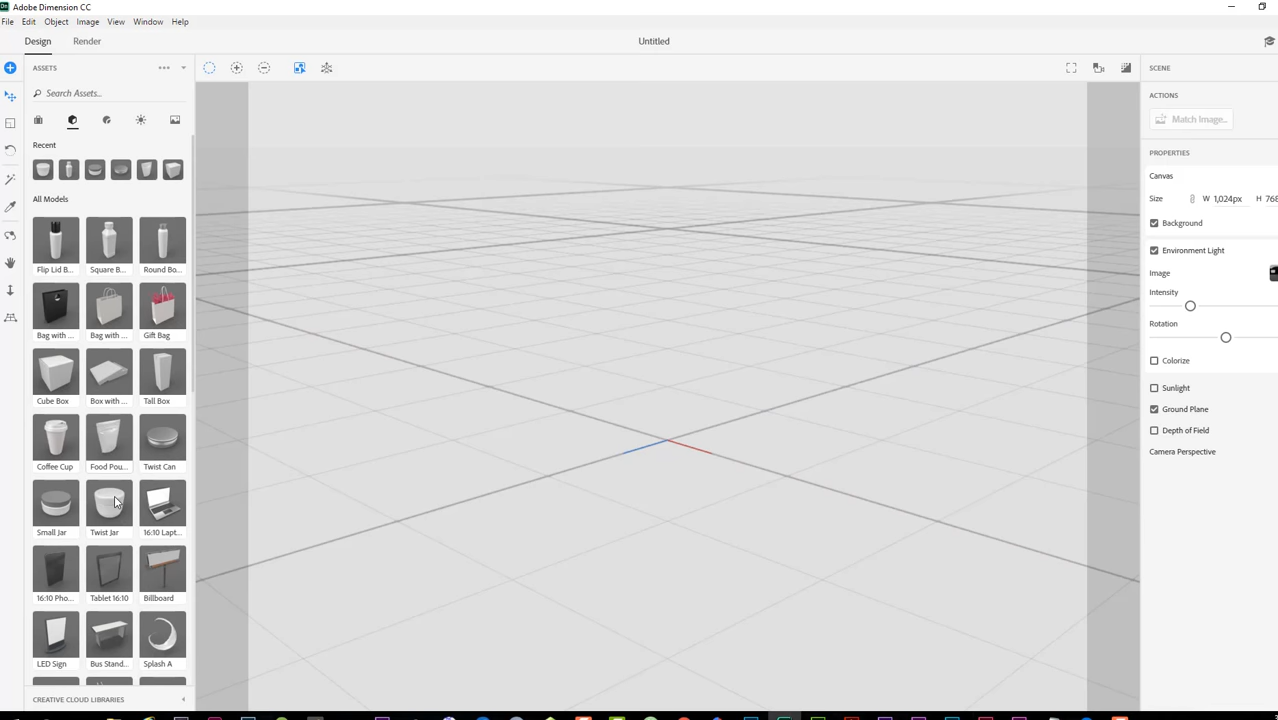 Dn Adobe Dimension CC
File Edit Object Image View Window Help
Design Render Untitled
ASSETS
Search Assets...
Recent
All Models
Flip Lid B... Square B... Round Bo...
Bag with ... Bag with ... Gift Bag
Cube Box Box with ... Tall Box
Coffee Cup Food Pou... Twist Can
Small Jar Twist Jar 16:10 Lapt...
16:10 Pho... Tablet 16:10 Billboard
LED Sign Bus Stand... Splash A
CREATIVE CLOUD LIBRARIES
SCENE
ACTIONS
Match Image...
PROPERTIES
Canvas
Size W 1,024px H 768
Background
Environment Light
Image
Intensity
Rotation
Colorize
Sunlight
Ground Plane
Depth of Field
Camera Perspective